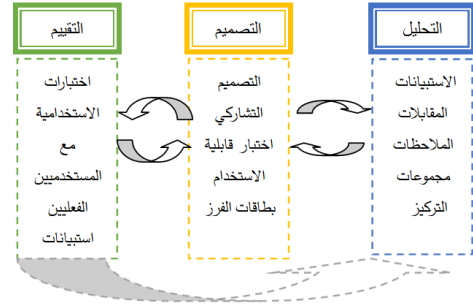 التحليل
الاستبيانات
المقابلات
الملاحظات
مجموعات
التركيز
التصميم
التصميم
التشاركي
اختبار قابلية
الاستخدام
بطاقات الفرز
التقييم
اختبارات
الاستخدامية
مع
المستخدميين
الفعليين
استبيانات